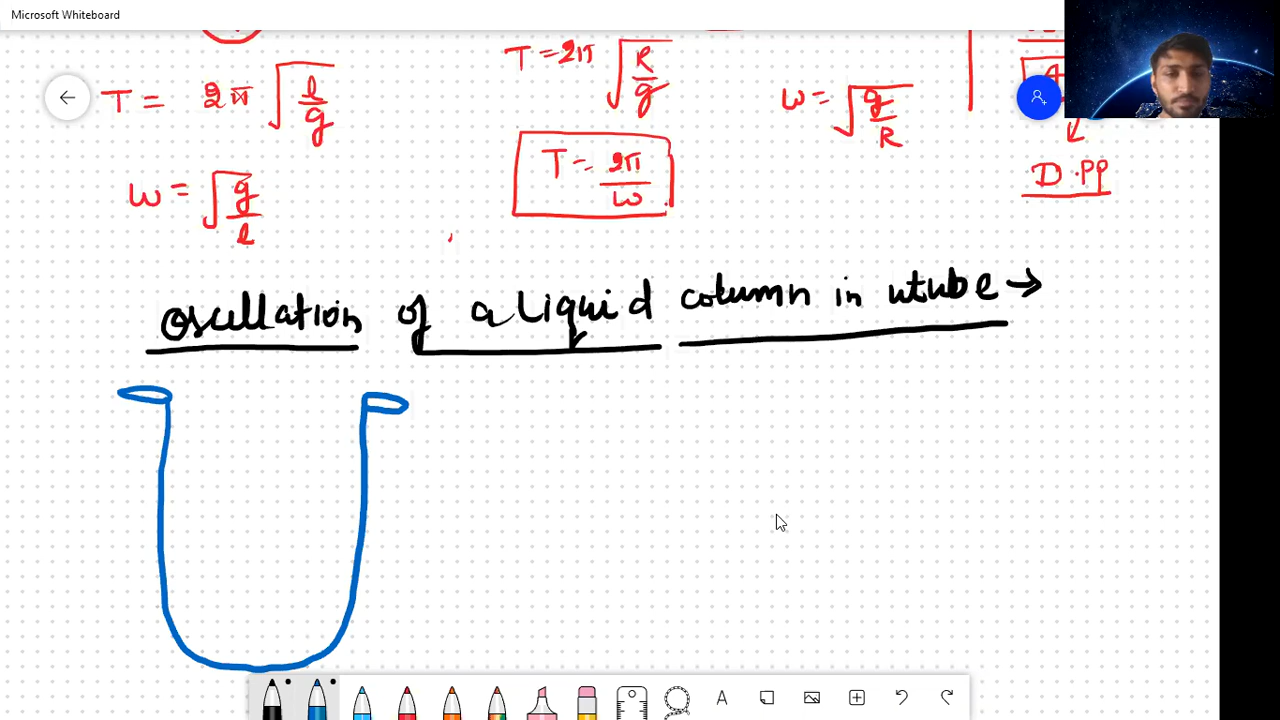 Microsoft Whiteboard
T = 2π √(l/g)
T = 2π √(R/g)
ω = √(g/R)
T = 2π/ω
D.PP
ω = √(g/l)
oscillation of a liquid column in utube →